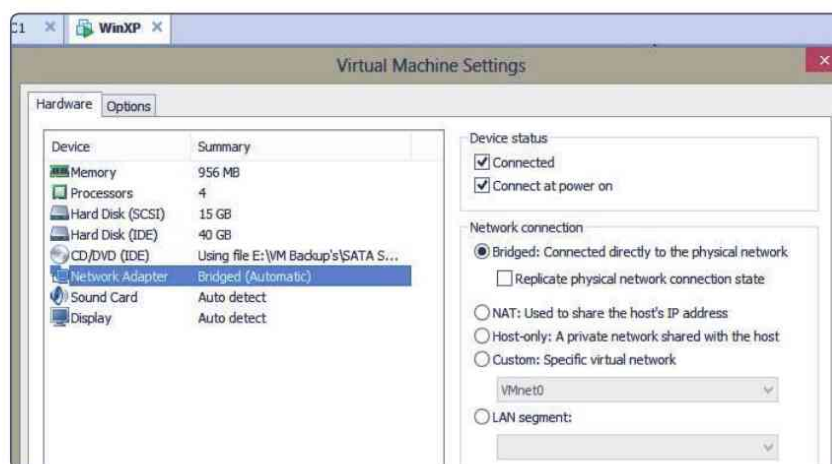 C1 WinXP
Virtual Machine Settings
Hardware Options
Device Summary
Memory 956 MB
Processors 4
Hard Disk (SCSI) 15 GB
Hard Disk (IDE) 40 GB
CD/DVD (IDE) Using file E:\VM Backup's\SATA S...
Network Adapter Bridged (Automatic)
Sound Card Auto detect
Display Auto detect
Device status
Connected
Connect at power on
Network connection
Bridged: Connected directly to the physical network
Replicate physical network connection state
NAT: Used to share the host's IP address
Host-only: A private network shared with the host
Custom: Specific virtual network
VMnet0
LAN segment: